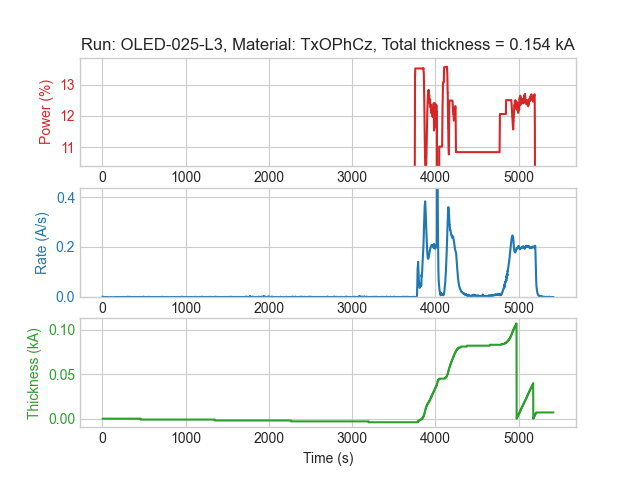 Run: OLED-025-L3, Material: TxOPhCz, Total thickness = 0.154 kA
Power (%)
13
12
11
0 1000 2000 3000 4000 5000
Rate (A/s)
0.4
0.2
0.0
0 1000 2000 3000 4000 5000
Thickness (kA)
0.10
0.05
0.00
0 1000 2000 3000 4000 5000
Time (s)